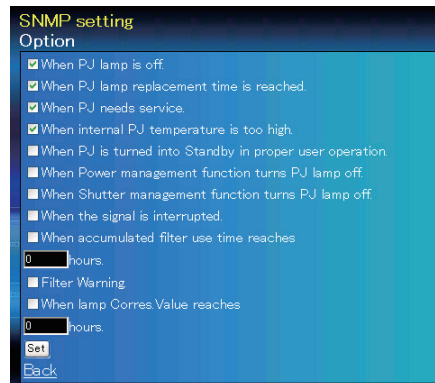 SNMP setting
Option
When PJ lamp is off.
When PJ lamp replacement time is reached.
When PJ needs service.
When internal PJ temperature is too high.
When PJ is turned into Standby in proper user operation.
When Power management function turns PJ lamp off.
When Shutter management function turns PJ lamp off.
When the signal is interrupted.
When accumulated filter use time reaches
0 hours.
Filter Warning
When lamp Corres.Value reaches
0 hours.
Set
Back